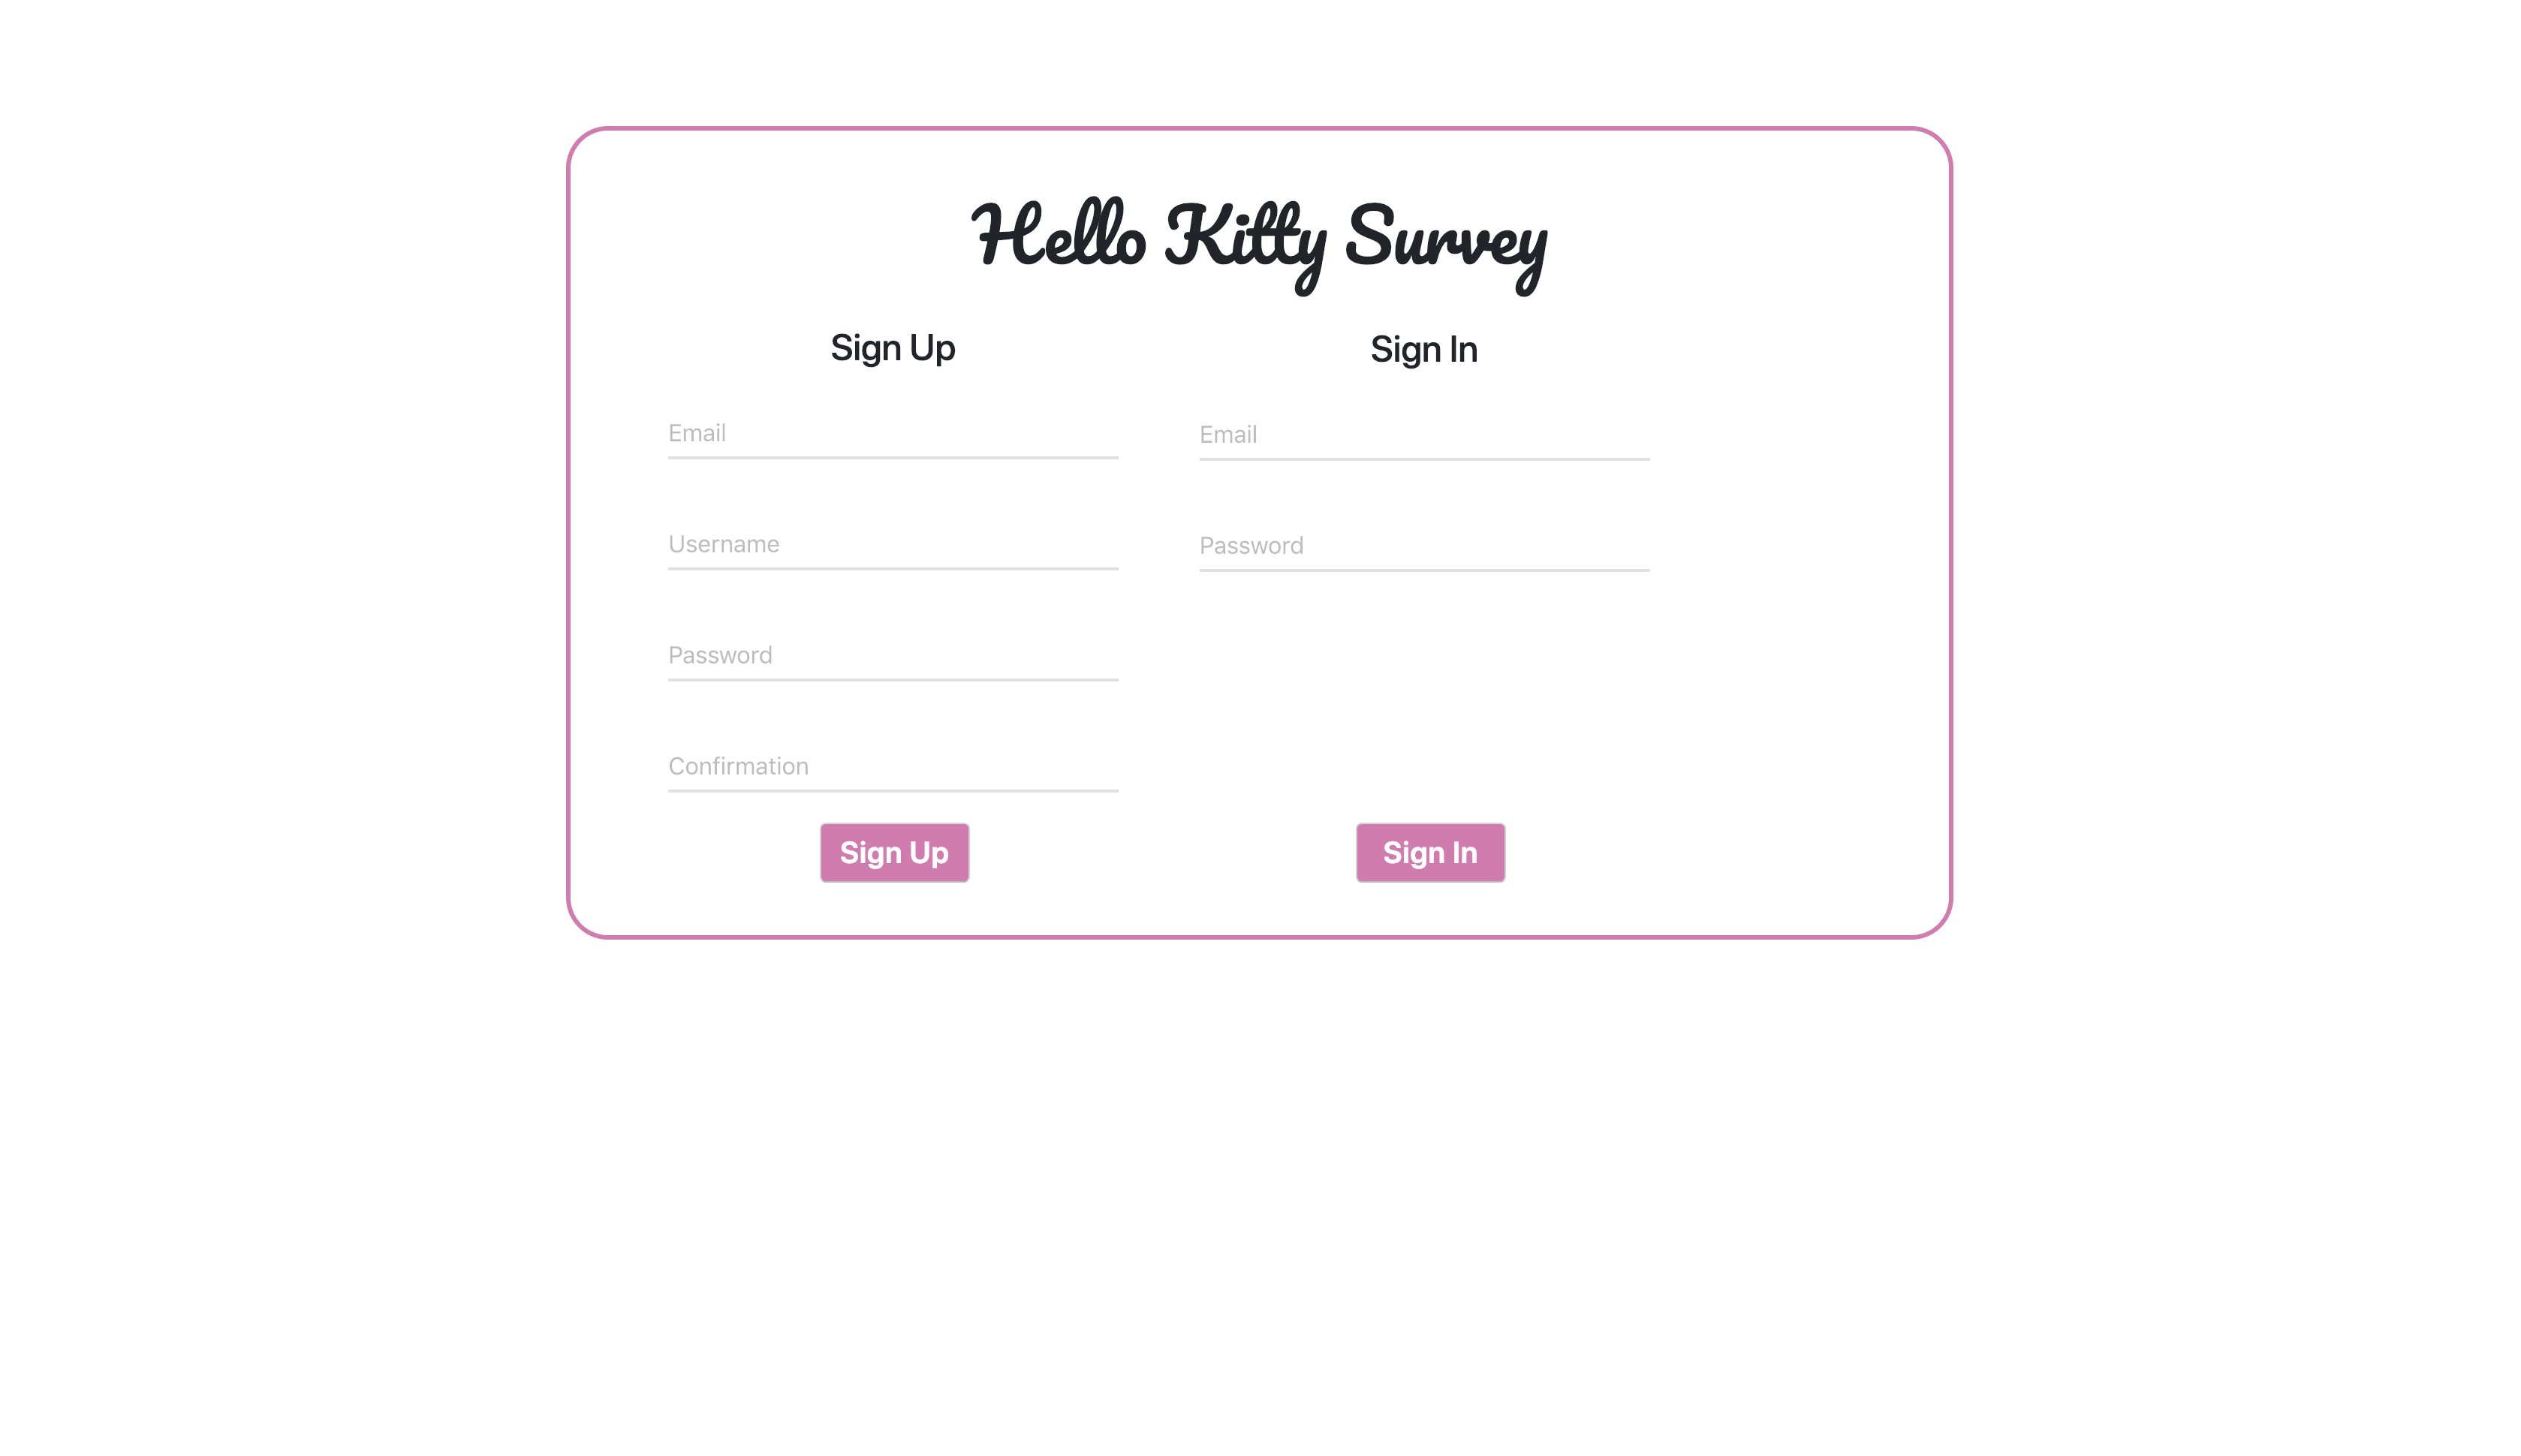 Hello Kitty Survey
Sign Up
Email
Username
Password
Confirmation
Sign Up
Sign In
Email
Password
Sign In